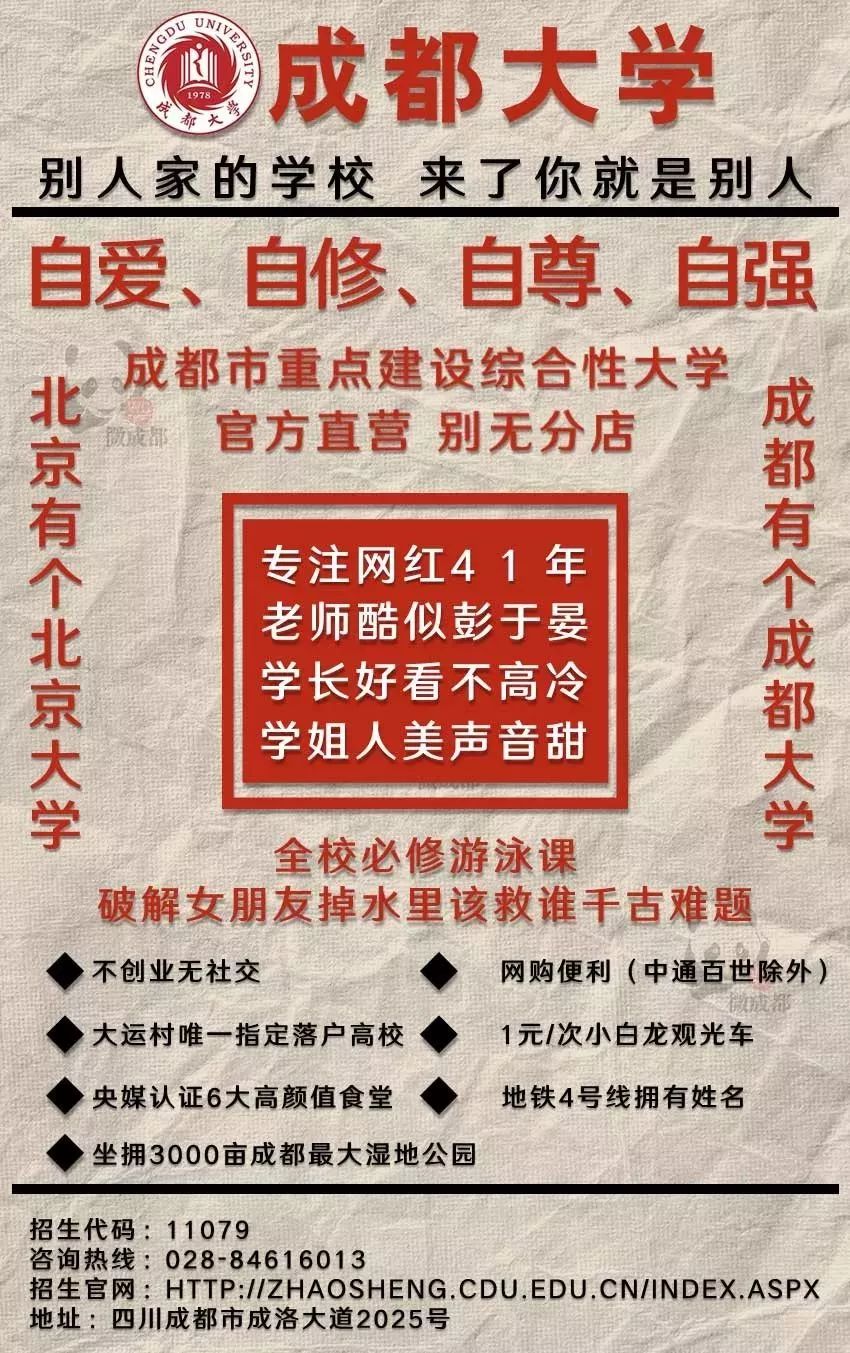 CHENGDU UNIVERSITY
1978
成都大学
成都大学
别人家的学校 来了你就是别人
自爱、自修、自尊、自强
成都市重点建设综合性大学
官方直营 别无分店
北京有个北京大学
成都有个成都大学
微成都
专注网红41年
老师酷似彭于晏
学长好看不高冷
学姐人美声音甜
全校必修游泳课
破解女朋友掉水里该救谁千古难题
不创业无社交
网购便利（中通百世除外）
微成都
大运村唯一指定落户高校
1元/次小白龙观光车
央媒认证6大高颜值食堂
地铁4号线拥有姓名
坐拥3000亩成都最大湿地公园
招生代码：11079
咨询热线：028-84616013
招生官网：HTTP://ZHAOSHENG.CDU.EDU.CN/INDEX.ASPX
地址：四川成都市成洛大道2025号